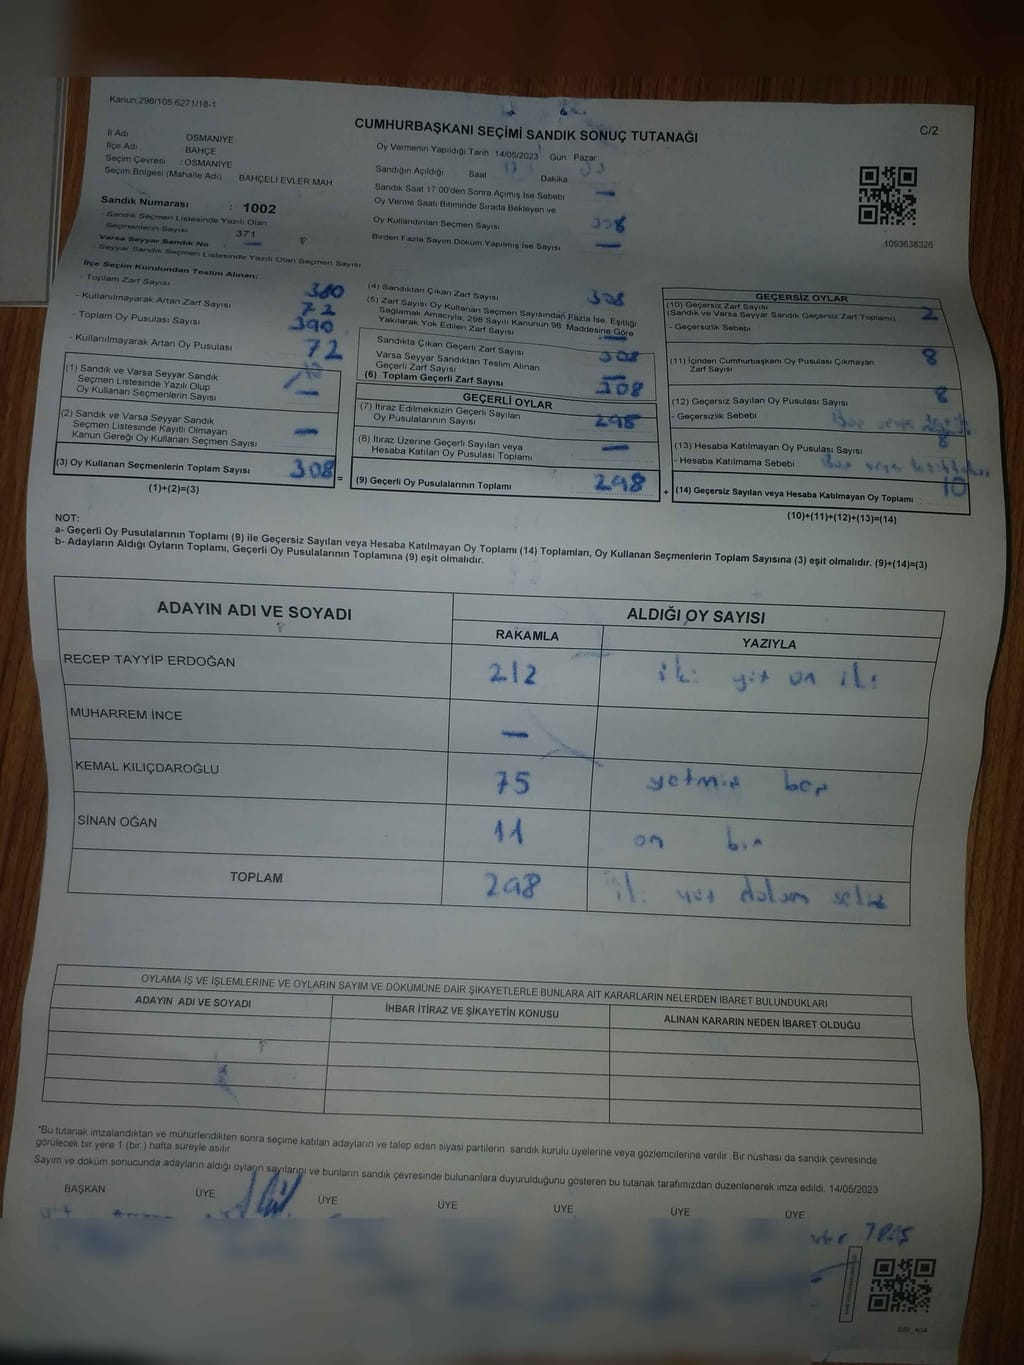 Kanun:298/105.6271/18-1
CUMHURBAŞKANI SEÇİMİ SANDIK SONUÇ TUTANAĞI
C/2
İl Adı OSMANİYE
İlçe Adı BAHÇE
Seçim Çevresi : OSMANİYE
Seçim Bölgesi (Mahalle Adı) BAHÇELİ EVLER MAH
Sandık Numarası : 1002
Sandık Seçmen Listesinde Yazılı Olan
Seçmenlerin Sayısı 371
Varsa Seyyar Sandık No —
Seyyar Sandık Seçmen Listesinde Yazılı Olan Seçmen Sayısı
Oy Vermenin Yapıldığı Tarih 14/05/2023 Gün Pazar
Sandığın Açıldığı Saat 17 Dakika
Sandık Saat 17:00'den Sonra Açımış İse Sebebi —
Oy Verme Saati Bitiminde Sırada Bekleyen ve
Oy Kullandırılan Seçmen Sayısı 308
Birden Fazla Sayım Döküm Yapılmış İse Sayısı —
1093638326
İlçe Seçim Kurulundan Teslim Alınan;
- Toplam Zarf Sayısı 380
- Kullanılmayarak Artan Zarf Sayısı 72
- Toplam Oy Pusulası Sayısı 390
- Kullanılmayarak Artan Oy Pusulası 72
(1) Sandık ve Varsa Seyyar Sandık
Seçmen Listesinde Yazılı Olup
Oy Kullanan Seçmenlerin Sayısı —
(2) Sandık ve Varsa Seyyar Sandık
Seçmen Listesinde Kayıtlı Olmayan
Kanun Gereği Oy Kullanan Seçmen Sayısı —
(3) Oy Kullanan Seçmenlerin Toplam Sayısı 308 =
(1)+(2)=(3)
(4) Sandıktan Çıkan Zarf Sayısı 308
(5) Zarf Sayısı Oy Kullanan Seçmen Sayısından Fazla İse, Eşitliği
Sağlamak Amacıyla, 298 Sayılı Kanunun 98. Maddesine Göre
Yakılarak Yok Edilen Zarf Sayısı —
Sandıkta Çıkan Geçerli Zarf Sayısı 308
Varsa Seyyar Sandıktan Teslim Alınan
Geçerli Zarf Sayısı —
(6) Toplam Geçerli Zarf Sayısı 308
GEÇERLİ OYLAR
(7) İtiraz Edilmeksizin Geçerli Sayılan
Oy Pusulalarının Sayısı 298
(8) İtiraz Üzerine Geçerli Sayılan veya
Hesaba Katılan Oy Pusulası Toplamı —
(9) Geçerli Oy Pusulalarının Toplamı 298 +
GEÇERSİZ OYLAR
(10) Geçersiz Zarf Sayısı 2
(Sandık ve Varsa Seyyar Sandık Geçersiz Zarf Toplamı)
- Geçersizlik Sebebi
(11) İçinden Cumhurbaşkanı Oy Pusulası Çıkmayan
Zarf Sayısı 8
(12) Geçersiz Sayılan Oy Pusulası Sayısı 8
- Geçersizlik Sebebi Boş veya
(13) Hesaba Katılmayan Oy Pusulası Sayısı 8
- Hesaba Katılmama Sebebi : Boş veya
(14) Geçersiz Sayılan veya Hesaba Katılmayan Oy Toplamı 10
(10)+(11)+(12)+(13)=(14)
NOT:
a- Geçerli Oy Pusulalarının Toplamı (9) ile Geçersiz Sayılan veya Hesaba Katılmayan Oy Toplamı (14) Toplamları, Oy Kullanan Seçmenlerin Toplam Sayısına (3) eşit olmalıdır. (9)+(14)=(3)
b- Adayların Aldığı Oyların Toplamı, Geçerli Oy Pusulalarının Toplamına (9) eşit olmalıdır.
ADAYIN ADI VE SOYADI ALDIĞI OY SAYISI
RAKAMLA YAZIYLA
RECEP TAYYİP ERDOĞAN 212 iki yüz on iki
MUHARREM İNCE —
KEMAL KILIÇDAROĞLU 75 yetmiş beş
SİNAN OĞAN 11 on bir
TOPLAM 298 iki yüz doksan sekiz
OYLAMA İŞ VE İŞLEMLERİNE VE OYLARIN SAYIM VE DÖKÜMÜNE DAİR ŞİKAYETLERLE BUNLARA AİT KARARLARIN NELERDEN İBARET BULUNDUKLARI
ADAYIN ADI VE SOYADI İHBAR İTİRAZ VE ŞİKAYETİN KONUSU ALINAN KARARIN NEDEN İBARET OLDUĞU
"Bu tutanak imzalandıktan ve mühürlendikten sonra seçime katılan adayların ve talep eden siyasi partilerin sandık kurulu üyelerine veya gözlemcilerine verilir. Bir nüshası da sandık çevresinde
görülecek bir yere 1 (bir ) hafta süreyle asılır
Sayım ve döküm sonucunda adayların aldığı oyların sayılarını ve bunların sandık çevresinde bulunanlara duyurulduğunu gösteren bu tutanak tarafımızdan düzenlenerek imza edildi. 14/05/2023
BAŞKAN ÜYE ÜYE ÜYE ÜYE ÜYE ÜYE